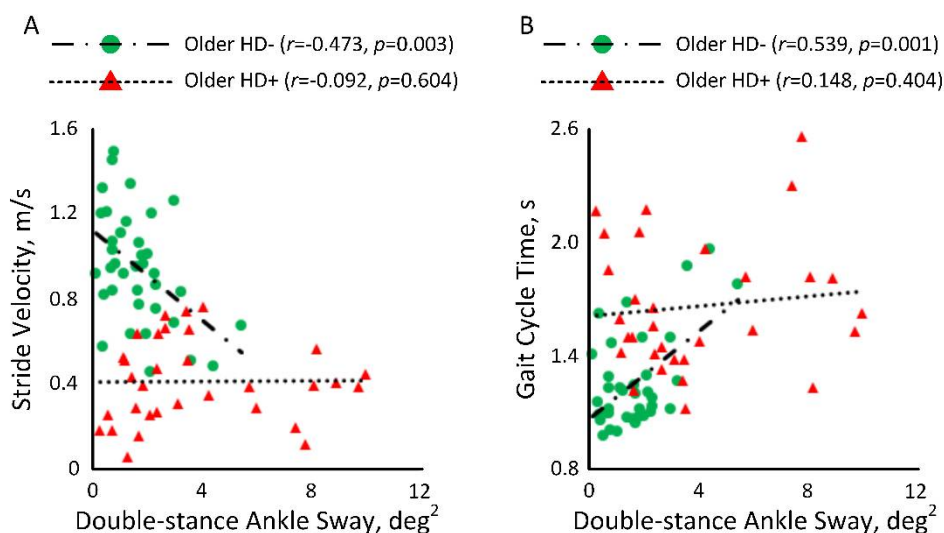 A
Older HD- (r=-0.473, p=0.003)
Older HD+ (r=-0.092, p=0.604)
Stride Velocity, m/s
1.6
1.2
0.8
0.4
0
0 4 8 12
Double-stance Ankle Sway, deg²
B
Older HD- (r=0.539, p=0.001)
Older HD+ (r=0.148, p=0.404)
Gait Cycle Time, s
2.6
2.0
1.4
0.8
0 4 8 12
Double-stance Ankle Sway, deg²